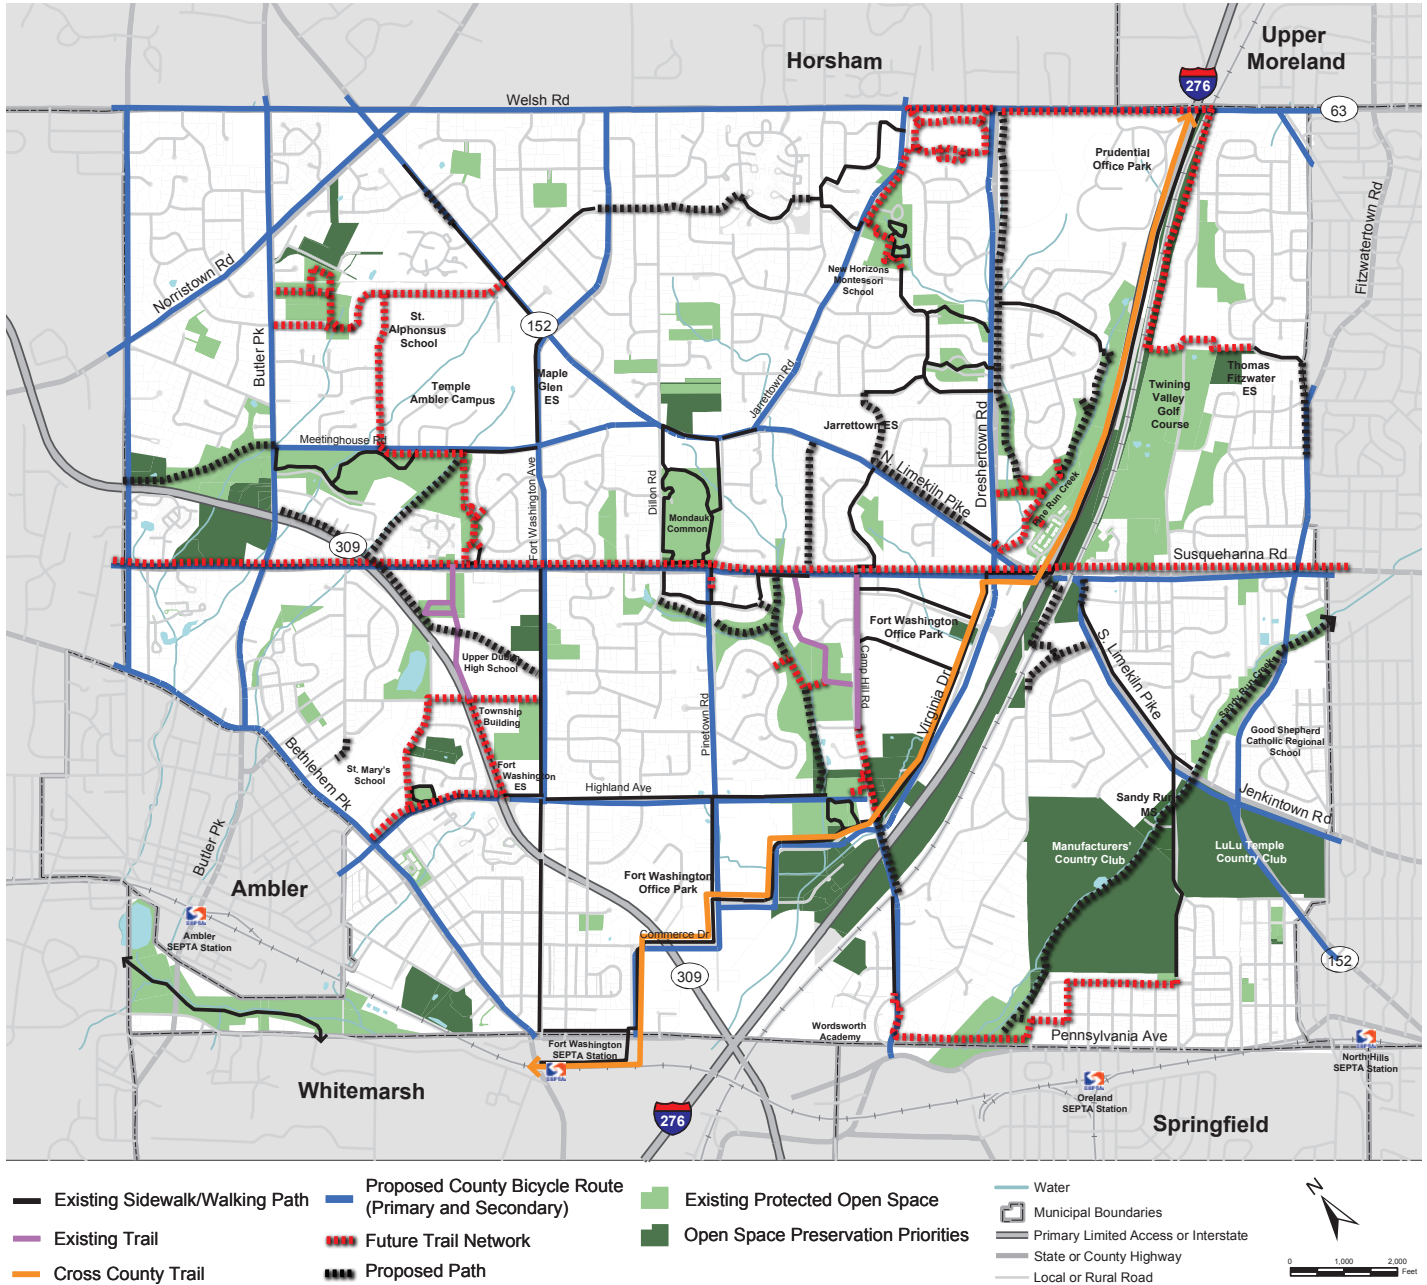 Horsham
Upper
Moreland
276
63
Welsh Rd
Prudential
Office Park
Fitzwatertown Rd
Norristown Rd
New Horizons
Montessori
School
St.
Alphonsus
School
152
Butler Pk
Maple
Glen
ES
Temple
Ambler Campus
Jarrettown Rd
Twining
Valley
Golf
Course
Thomas
Fitzwater
ES
Jarrettown ES
Dreshertown Rd
Meetinghouse Rd
N. Limekiln Pike
Fort Washington Ave
Dillon Rd
Mondauk
Common
Pine Run Creek
309
Susquehanna Rd
Fort Washington
Office Park
Upper Dublin
High School
Camp Hill Rd
S. Limekiln Pike
Virginia Dr
Sandy Run Creek
Township
Building
Pinetown Rd
Good Shepherd
Catholic Regional
School
Bethlehem Pk
St. Mary's
School
Fort
Washington
ES
Highland Ave
Sandy Run
MS
Jenkintown Rd
Butler Pk
Manufacturers'
Country Club
LuLu Temple
Country Club
Ambler
Fort Washington
Office Park
Ambler
SEPTA Station
Commerce Dr
309
152
Wordsworth
Academy
Pennsylvania Ave
Fort Washington
SEPTA Station
North Hills
SEPTA Station
Whitemarsh
Oreland
SEPTA Station
276
Springfield
Existing Sidewalk/Walking Path
Existing Trail
Cross County Trail
Proposed County Bicycle Route
(Primary and Secondary)
Future Trail Network
Proposed Path
Existing Protected Open Space
Open Space Preservation Priorities
Water
Municipal Boundaries
Primary Limited Access or Interstate
State or County Highway
Local or Rural Road
N
0 1,000 2,000
Feet